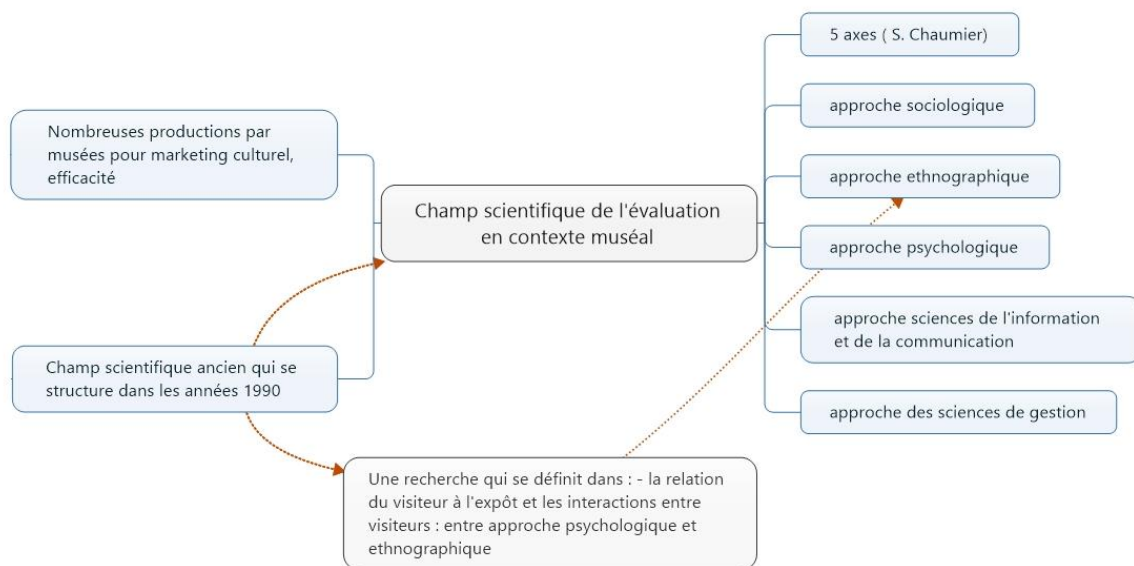 Nombreuses productions par
musées pour marketing culturel,
efficacité
Champ scientifique ancien qui se
structure dans les années 1990
Champ scientifique de l'évaluation
en contexte muséal
Une recherche qui se définit dans : - la relation
du visiteur à l'expôt et les interactions entre
visiteurs : entre approche psychologique et
ethnographique
5 axes ( S. Chaumier)
approche sociologique
approche ethnographique
approche psychologique
approche sciences de l'information
et de la communication
approche des sciences de gestion